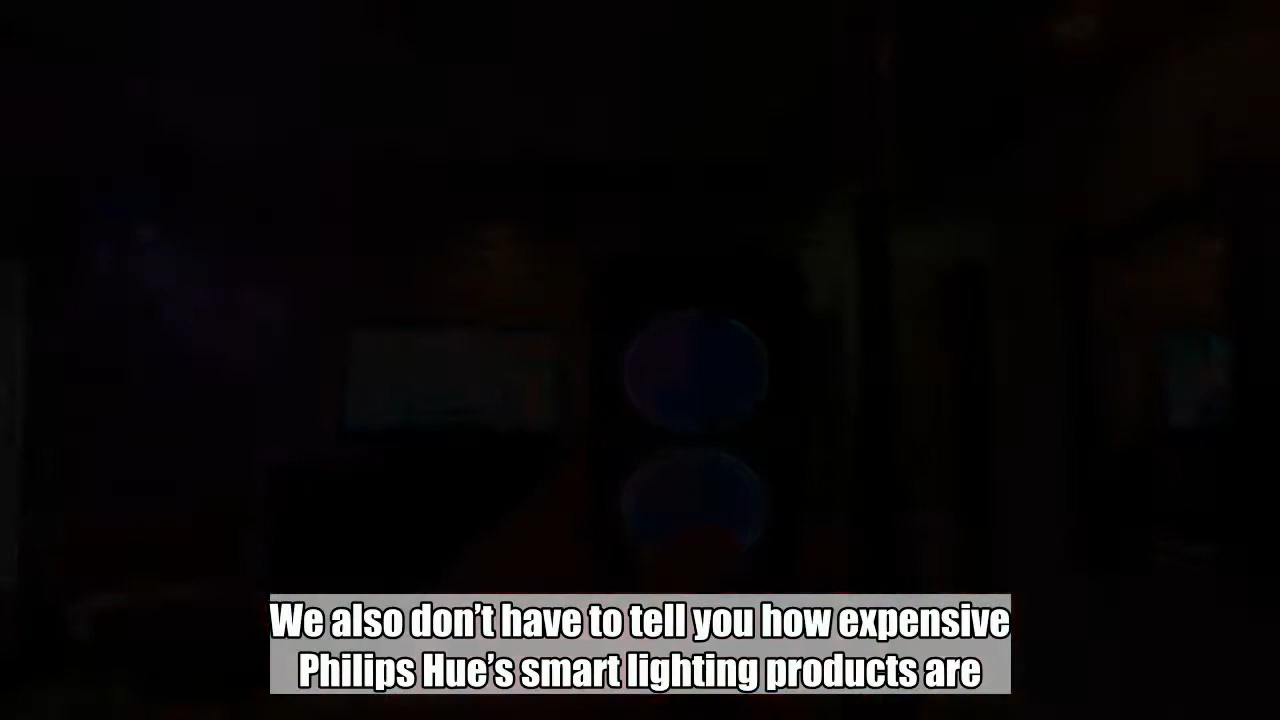 We also don’t have to tell you how expensive
Philips Hue’s smart lighting products are